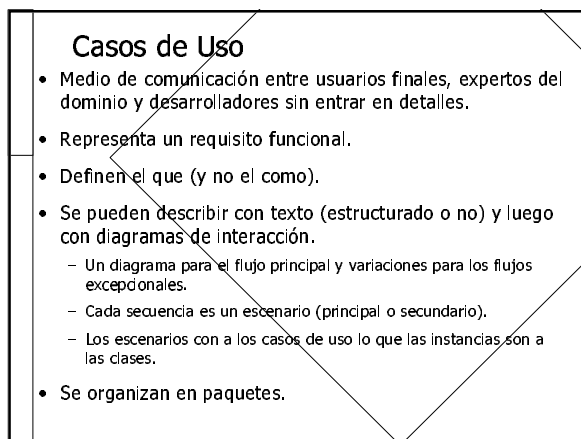 Casos de Uso
• Medio de comunicación entre usuarios finales, expertos del
dominio y desarrolladores sin entrar en detalles.
• Representa un requisito funcional.
• Definen el que (y no el como).
• Se pueden describir con texto (estructurado o no) y luego
con diagramas de interacción.
– Un diagrama para el flujo principal y variaciones para los flujos
excepcionales.
– Cada secuencia es un escenario (principal o secundario).
– Los escenarios con a los casos de uso lo que las instancias son a
las clases.
• Se organizan en paquetes.